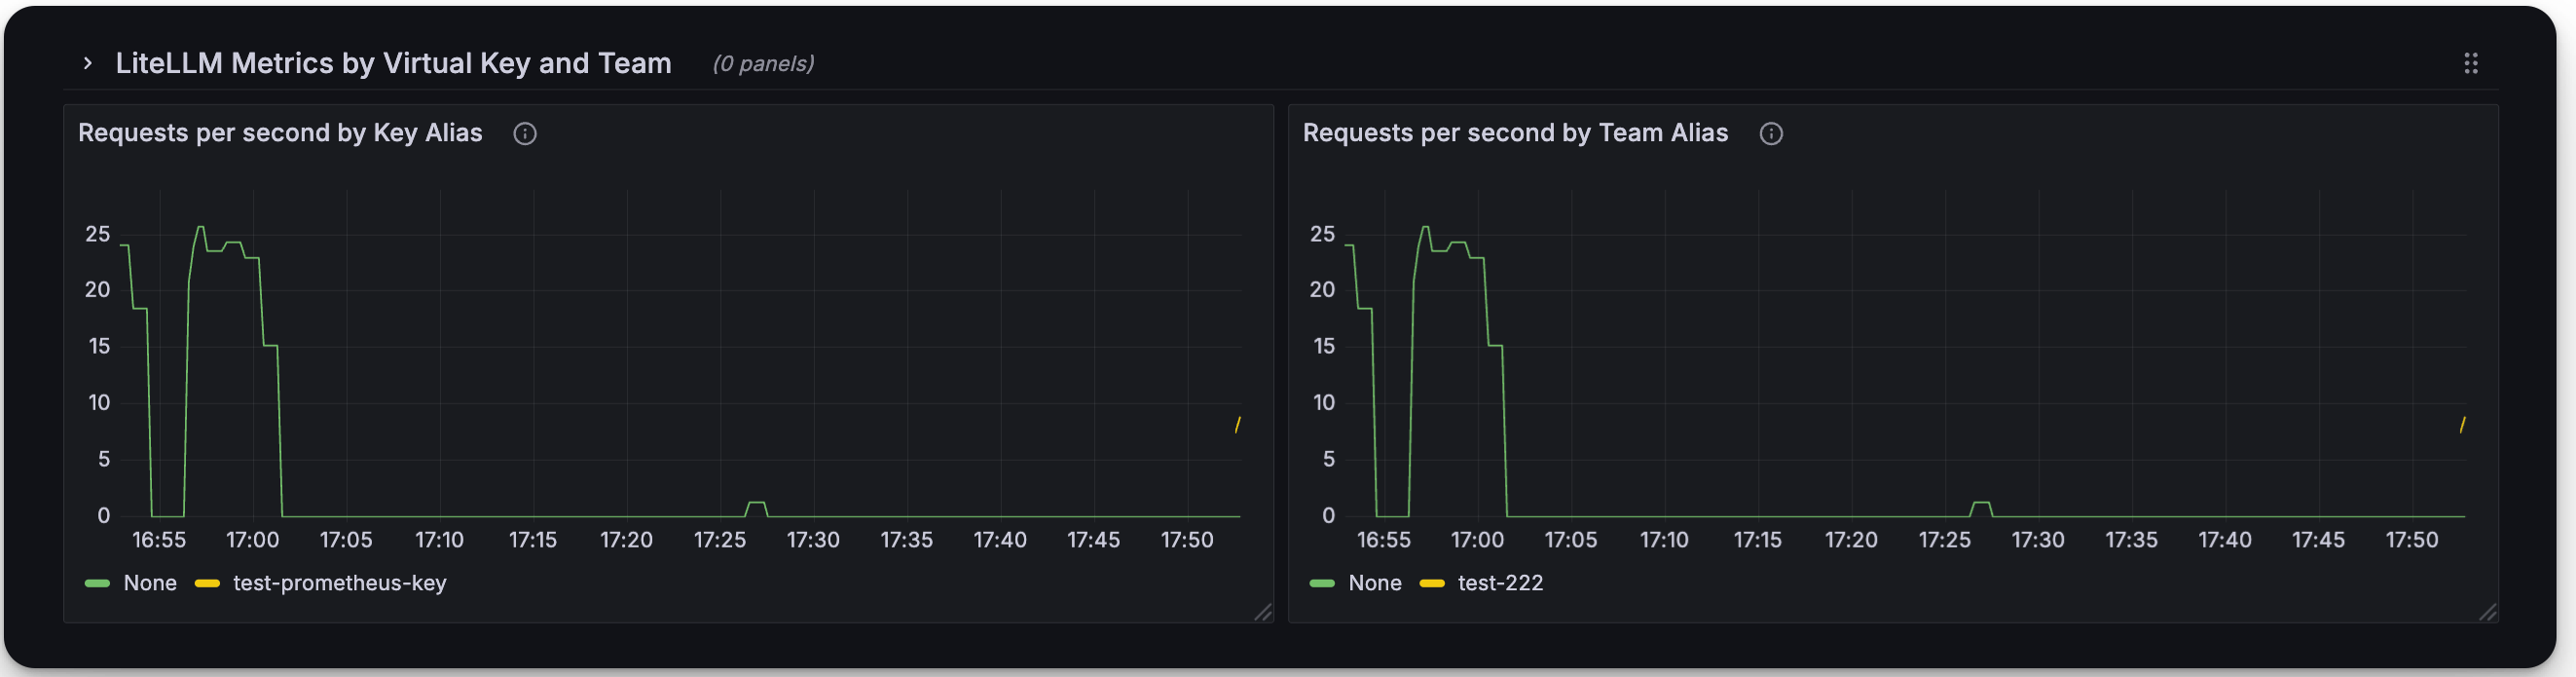 LiteLLM Metrics by Virtual Key and Team (0 panels)
Requests per second by Key Alias
25
20
15
10
5
0
16:55 17:00 17:05 17:10 17:15 17:20 17:25 17:30 17:35 17:40 17:45 17:50
None test-prometheus-key
Requests per second by Team Alias
25
20
15
10
5
0
16:55 17:00 17:05 17:10 17:15 17:20 17:25 17:30 17:35 17:40 17:45 17:50
None test-222